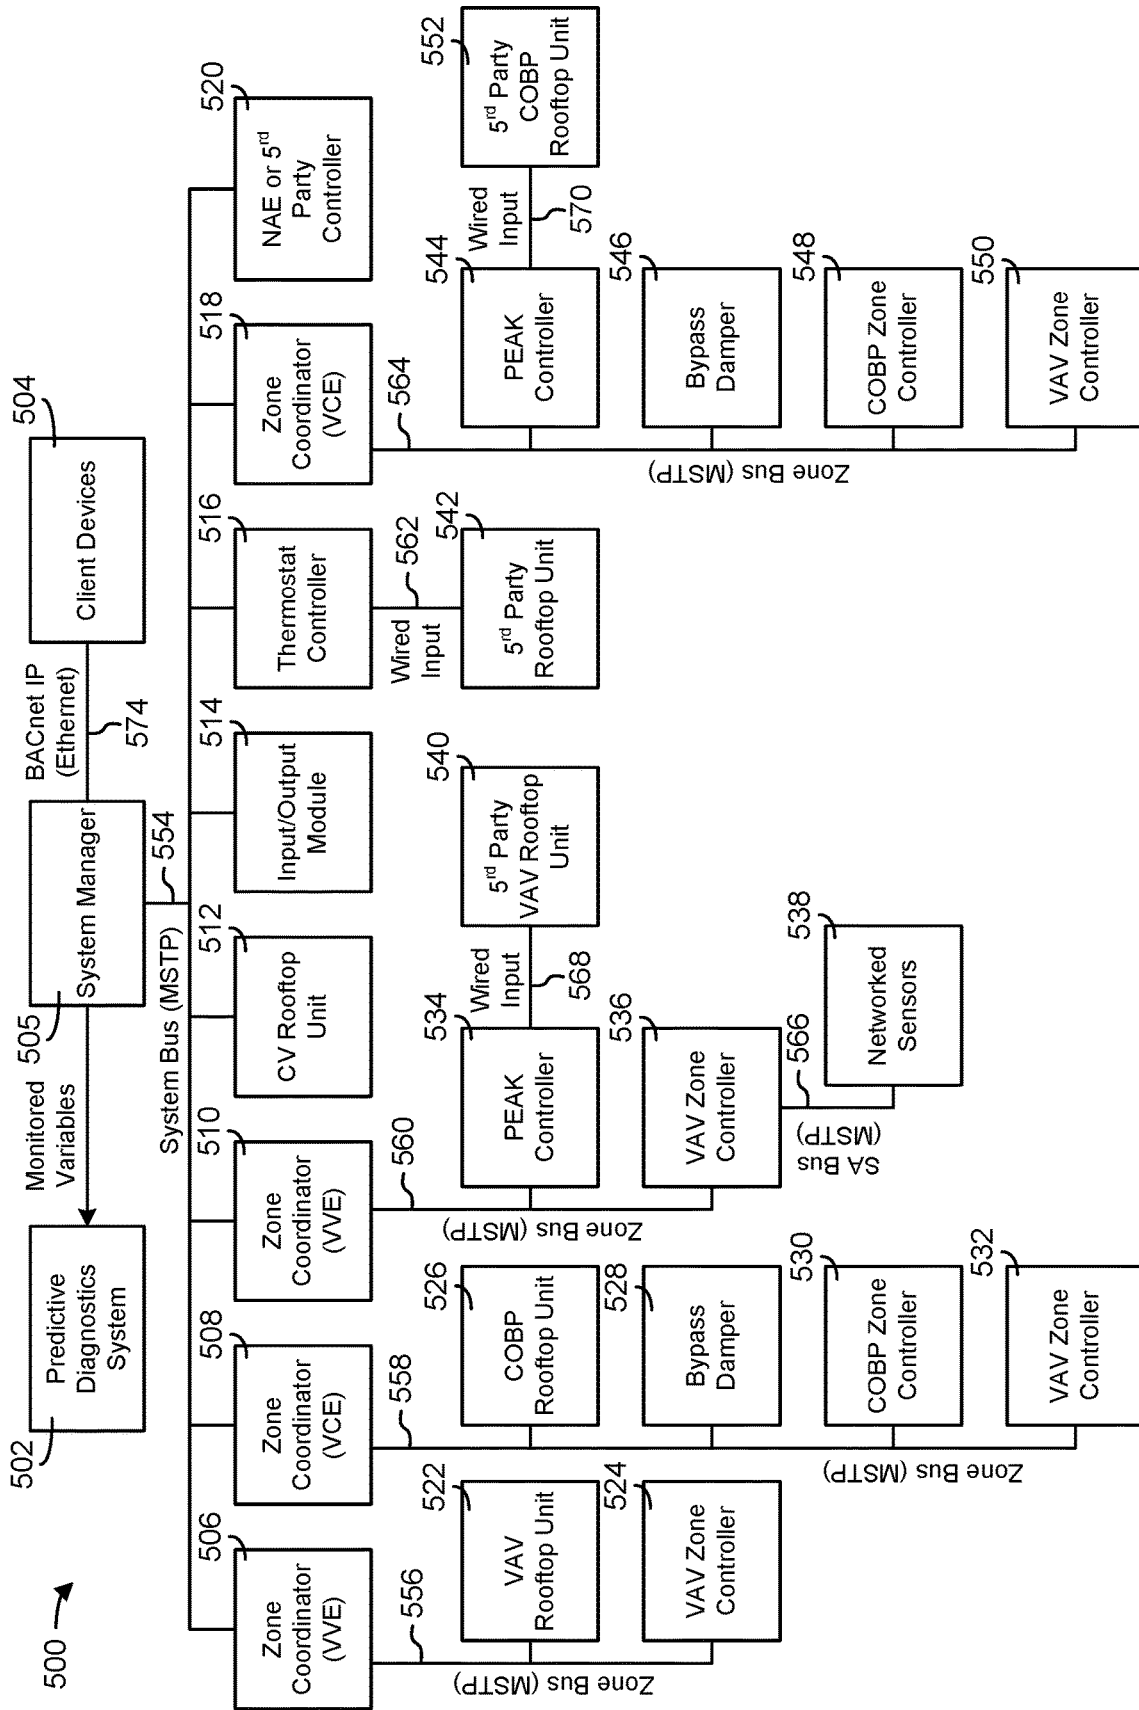 500
502
Predictive
Diagnostics
System
Monitored
Variables
505
System Manager
BACnet IP
(Ethernet)
574
504
Client Devices
System Bus (MSTP)
554
506
Zone
Coordinator
(VVE)
508
Zone
Coordinator
(VCE)
510
Zone
Coordinator
(VVE)
512
CV Rooftop
Unit
514
Input/Output
Module
516
Thermostat
Controller
518
Zone
Coordinator
(VCE)
520
NAE or 5rd
Party
Controller
556
Zone Bus (MSTP)
522
VAV
Rooftop Unit
524
VAV Zone
Controller
558
Zone Bus (MSTP)
526
COBP
Rooftop Unit
528
Bypass
Damper
530
COBP Zone
Controller
532
VAV Zone
Controller
560
Zone Bus (MSTP)
534
PEAK
Controller
Wired
Input
568
540
5rd Party
VAV Rooftop
Unit
536
VAV Zone
Controller
SA Bus
(MSTP)
566
538
Networked
Sensors
Wired
Input
562
542
5rd Party
Rooftop Unit
564
Zone Bus (MSTP)
544
PEAK
Controller
Wired
Input
570
552
5rd Party
COBP
Rooftop Unit
546
Bypass
Damper
548
COBP Zone
Controller
550
VAV Zone
Controller